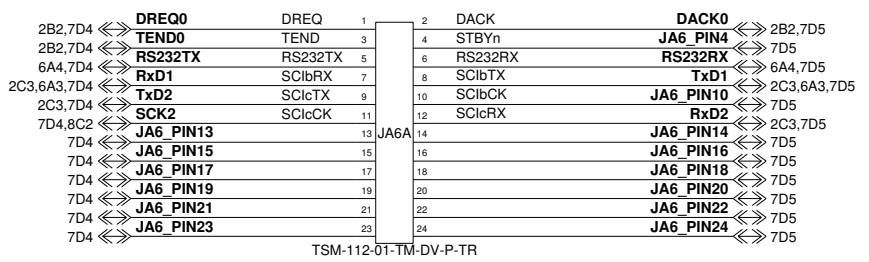 DREQ0 DREQ 1 2 DACK DACK0
2B2,7D4 2B2,7D5
TEND0 TEND 3 4 STBYn JA6_PIN4
2B2,7D4 7D5
RS232TX RS232TX 5 6 RS232RX RS232RX
6A4,7D4 6A4,7D5
RxD1 SCIbRX 7 8 SCIbTX TxD1
2C3,6A3,7D4 2C3,6A3,7D5
TxD2 SCIcTX 9 10 SCIbCK JA6_PIN10
2C3,7D4 7D5
SCK2 SCIcCK 11 12 SCIcRX RxD2
7D4,8C2 2C3,7D5
JA6_PIN13 13 JA6A 14 JA6_PIN14
7D4 7D5
JA6_PIN15 15 16 JA6_PIN16
7D4 7D5
JA6_PIN17 17 18 JA6_PIN18
7D4 7D5
JA6_PIN19 19 20 JA6_PIN20
7D4 7D5
JA6_PIN21 21 22 JA6_PIN22
7D4 7D5
JA6_PIN23 23 24 JA6_PIN24
7D4 7D5
TSM-112-01-TM-DV-P-TR